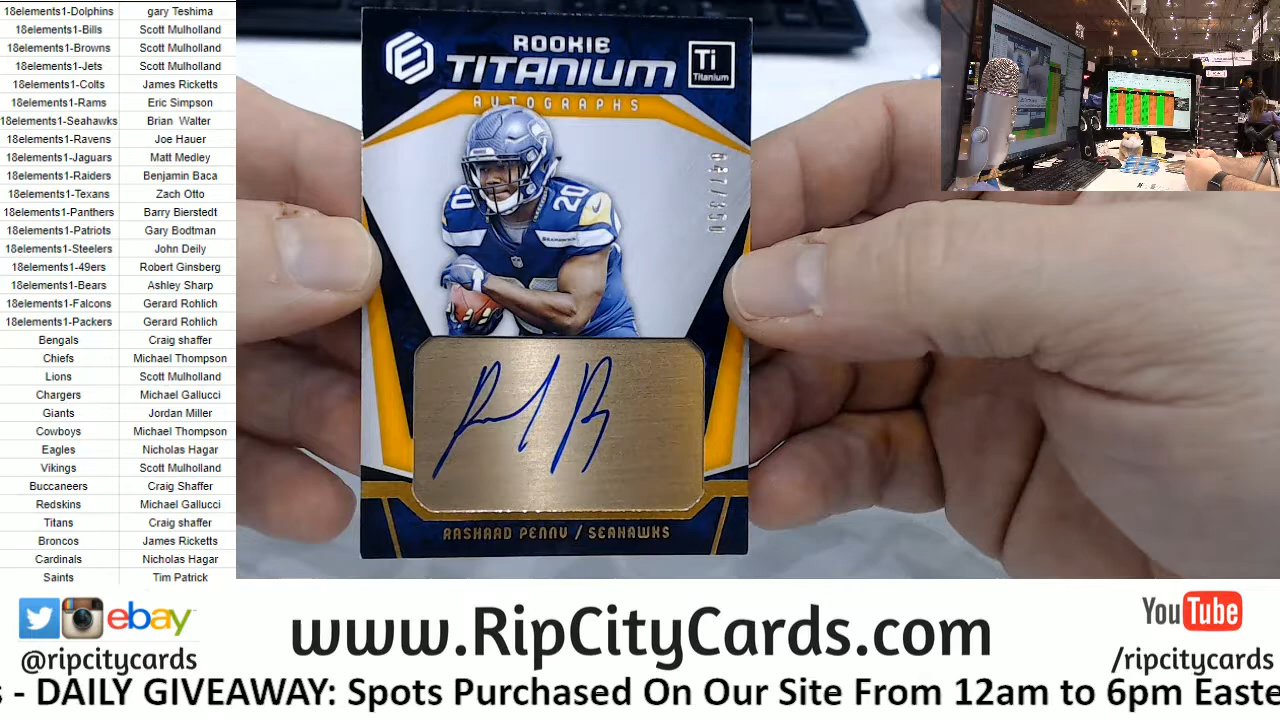 18elements1-Dolphins gary Teshima
18elements1-Bills Scott Mulholland
18elements1-Browns Scott Mulholland
18elements1-Jets Scott Mulholland
18elements1-Colts James Ricketts
18elements1-Rams Eric Simpson
18elements1-Seahawks Brian Walter
18elements1-Ravens Joe Hauer
18elements1-Jaguars Matt Medley
18elements1-Raiders Benjamin Baca
18elements1-Texans Zach Otto
18elements1-Panthers Barry Bierstedt
18elements1-Patriots Gary Bodtman
18elements1-Steelers John Deily
18elements1-49ers Robert Ginsberg
18elements1-Bears Ashley Sharp
18elements1-Falcons Gerard Rohlich
18elements1-Packers Gerard Rohlich
Bengals Craig shaffer
Chiefs Michael Thompson
Lions Scott Mulholland
Chargers Michael Gallucci
Giants Jordan Miller
Cowboys Michael Thompson
Eagles Nicholas Hagar
Vikings Scott Mulholland
Buccaneers Craig Shaffer
Redskins Michael Gallucci
Titans Craig shaffer
Broncos James Ricketts
Cardinals Nicholas Hagar
Saints Tim Patrick
ROOKIE
TITANIUM
AUTOGRAPHS
Ti
Titanium
20
20
SEAHAWKS
RASHAAD PENNY / SEAHAWKS
ebay
@ripcitycards
www.RipCityCards.com
YouTube
/ripcitycards
s - DAILY GIVEAWAY: Spots Purchased On Our Site From 12am to 6pm Easte